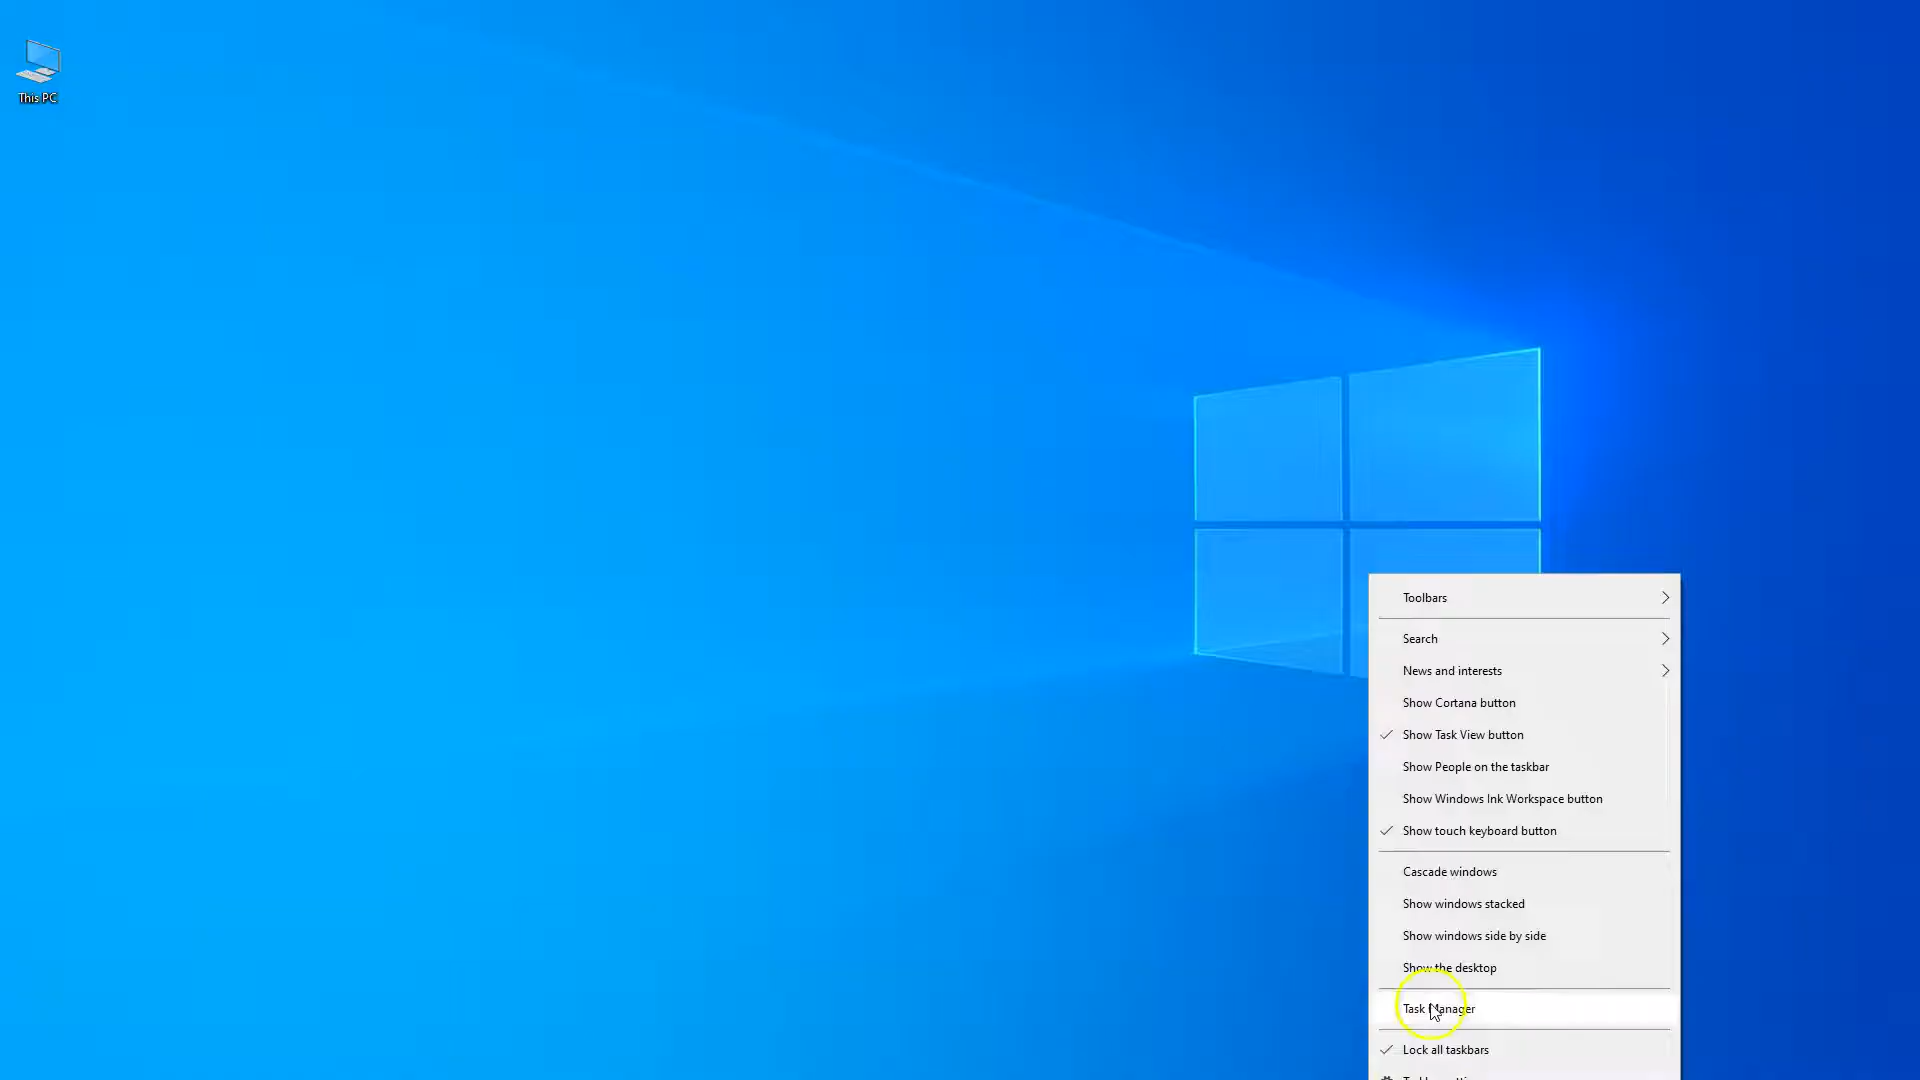 This PC
Toolbars
Search
News and interests
Show Cortana button
Show Task View button
Show People on the taskbar
Show Windows Ink Workspace button
Show touch keyboard button
Cascade windows
Show windows stacked
Show windows side by side
Show the desktop
Task Manager
Lock all taskbars